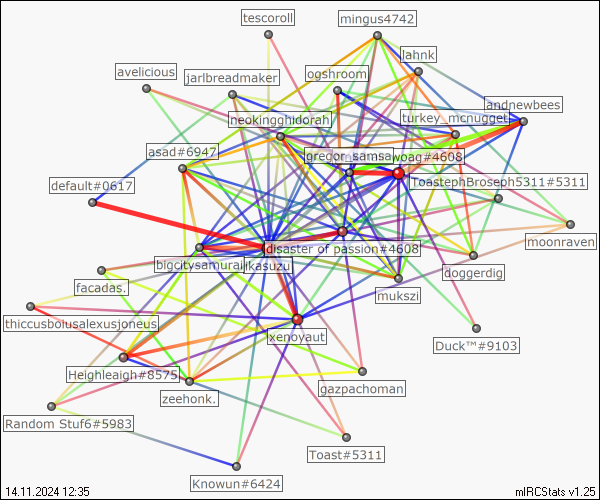 tescoroll
mingus4742
lahnk
avelicious
jarlbreadmaker
ogshroom
andnewbees
neokingghidorah
turkey_mcnugget
asad#6947
gregor_samsa
woag#4608
default#0617
ToastephBroseph5311#5311
moonraven
disaster of passion#4608
bigcitysamurai
ikasuzu
doggerdig
facadas.
mukszi
thiccusboiusalexusjoneus
xenoyaut
Duck™#9103
Heighleaigh#8575
gazpachoman
zeehonk.
Random Stuf6#5983
Toast#5311
Knowun#6424
14.11.2024 12:35
mIRCStats v1.25